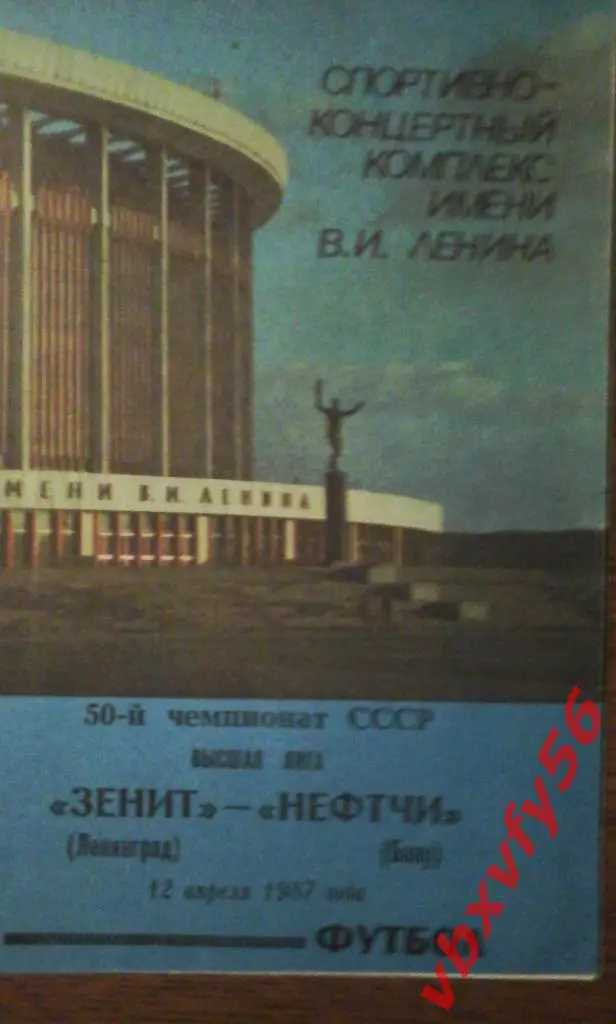 СПОРТИВНО-
КОНЦЕРТНЫЙ
КОМПЛЕКС
ИМЕНИ
В.И. ЛЕНИНА
МЕНИ В.И. ЛЕНИНА
50-й чемпионат СССР
ВЫСШАЯ ЛИГА
«ЗЕНИТ» — «НЕФТЧИ»
(Ленинград) (Баку)
12 апреля 1987 года
ФУТБОЛ
vbxvfy56